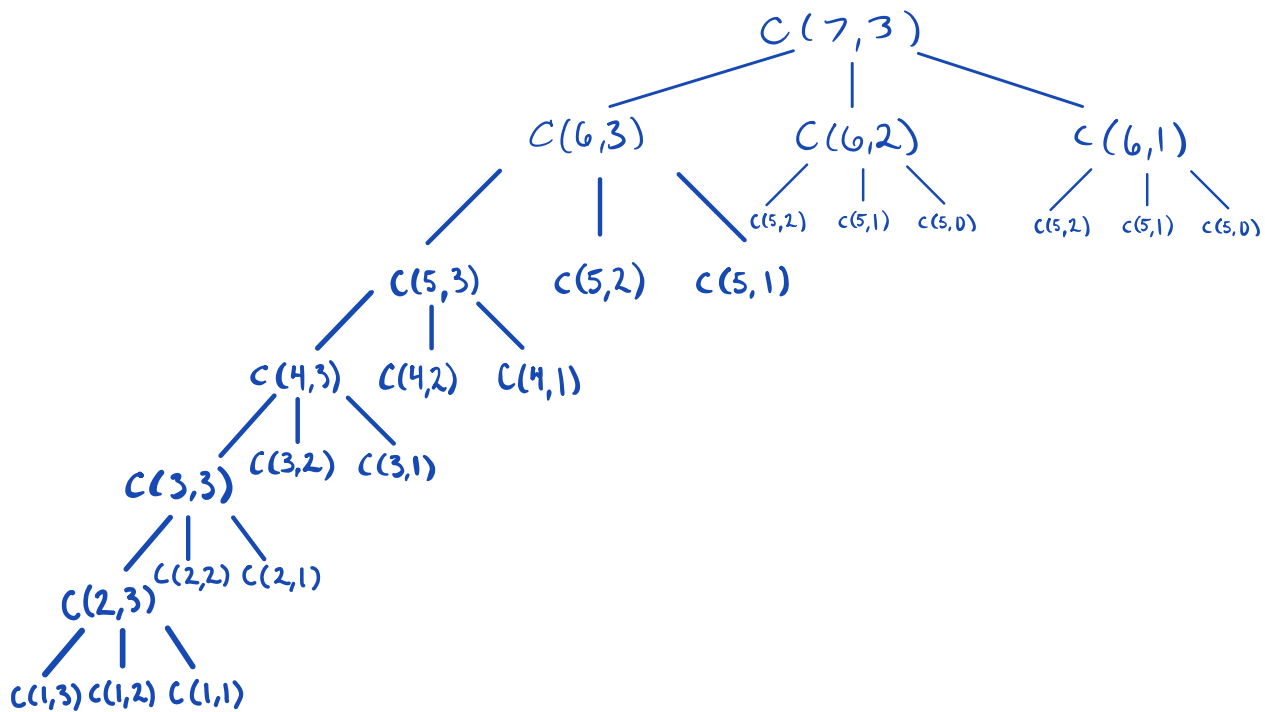 C(7,3)
C(6,3) C(6,2) C(6,1)
C(5,2) C(5,1) C(5,0) C(5,2) C(5,1) C(5,0)
C(5,3) C(5,2) C(5,1)
C(4,3) C(4,2) C(4,1)
C(3,2) C(3,1)
C(3,3)
C(2,2) C(2,1)
C(2,3)
C(1,3) C(1,2) C(1,1)